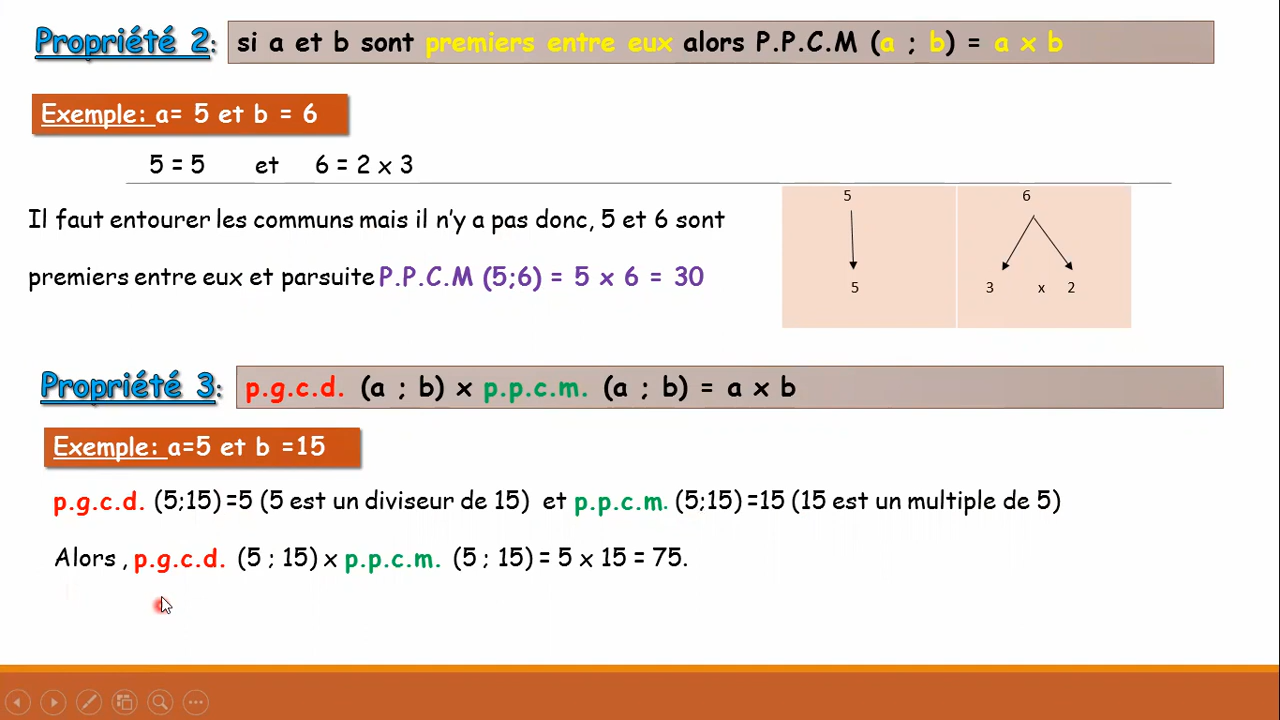 Propriété 2: si a et b sont premiers entre eux alors P.P.C.M (a ; b) = a x b
Exemple: a= 5 et b = 6
5 = 5 et 6 = 2 x 3
Il faut entourer les communs mais il n'y a pas donc, 5 et 6 sont
premiers entre eux et parsuite P.P.C.M (5;6) = 5 x 6 = 30
5 6
5 3 x 2
Propriété 3: p.g.c.d. (a ; b) x p.p.c.m. (a ; b) = a x b
Exemple: a=5 et b =15
p.g.c.d. (5;15) =5 (5 est un diviseur de 15) et p.p.c.m. (5;15) =15 (15 est un multiple de 5)
Alors , p.g.c.d. (5 ; 15) x p.p.c.m. (5 ; 15) = 5 x 15 = 75.